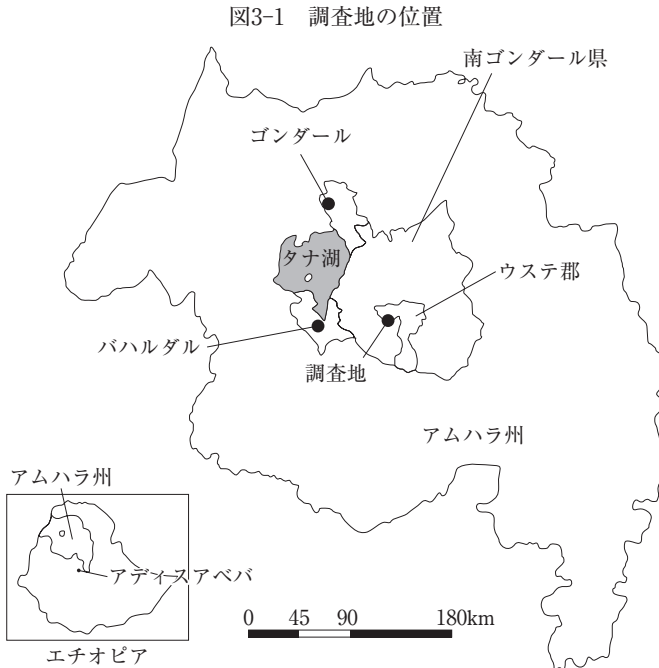 図3-1 調査地の位置
南ゴンダール県
ゴンダール
タナ湖
ウステ郡
バハルダル
調査地
アムハラ州
アムハラ州
アディスアベバ
0 45 90 180km
エチオピア